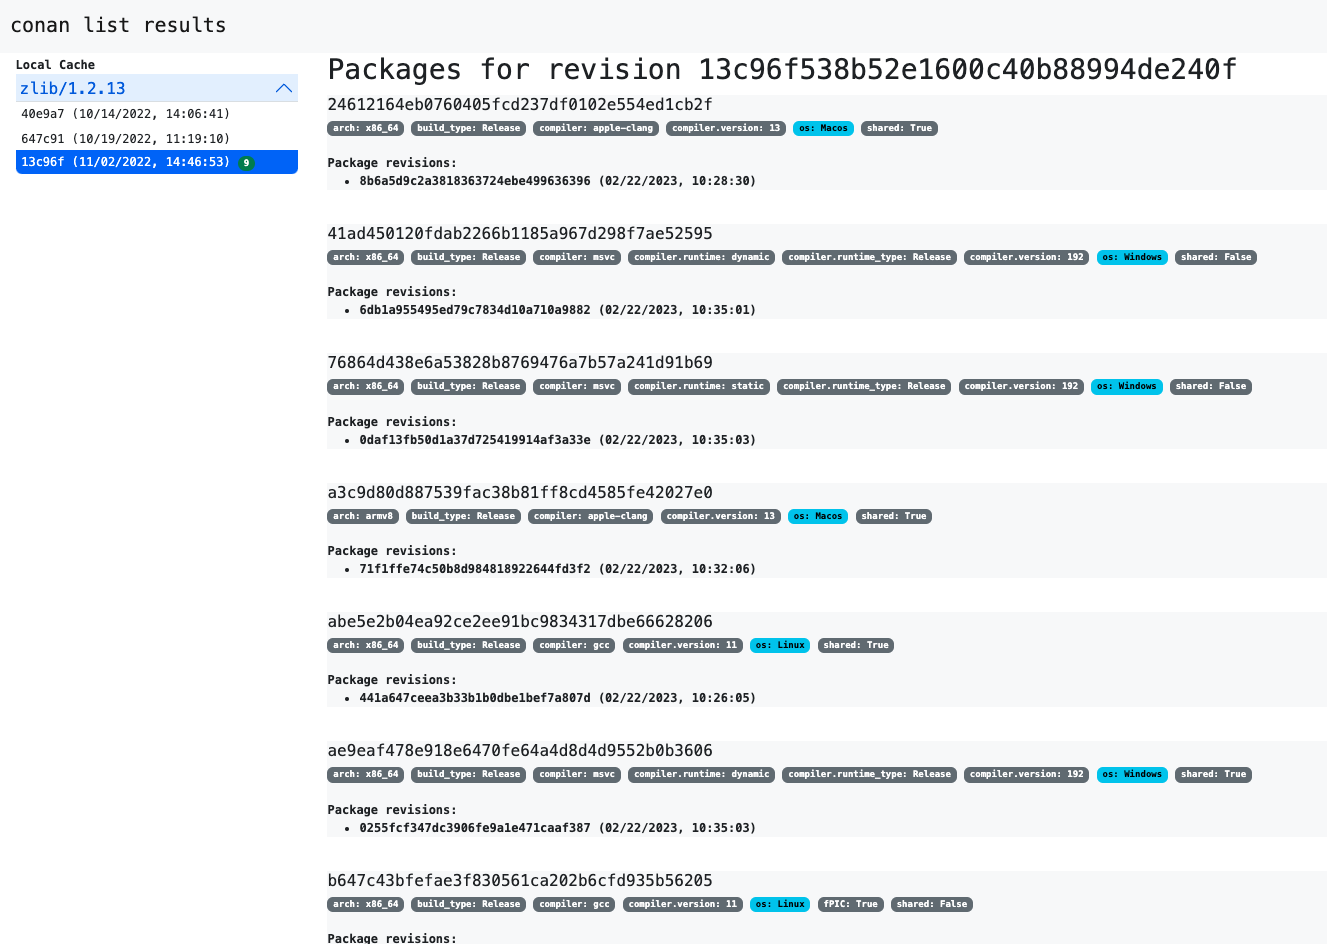 conan list results
Local Cache
zlib/1.2.13
40e9a7 (10/14/2022, 14:06:41)
647c91 (10/19/2022, 11:19:10)
13c96f (11/02/2022, 14:46:53) 9
Packages for revision 13c96f538b52e1600c40b88994de240f
24612164eb0760405fcd237df0102e554ed1cb2f
arch: x86_64 build_type: Release compiler: apple-clang compiler.version: 13 os: Macos shared: True
Package revisions:
• 8b6a5d9c2a3818363724ebe499636396 (02/22/2023, 10:28:30)
41ad450120fdab2266b1185a967d298f7ae52595
arch: x86_64 build_type: Release compiler: msvc compiler.runtime: dynamic compiler.runtime_type: Release compiler.version: 192 os: Windows shared: False
Package revisions:
• 6db1a955495ed79c7834d10a710a9882 (02/22/2023, 10:35:01)
76864d438e6a53828b8769476a7b57a241d91b69
arch: x86_64 build_type: Release compiler: msvc compiler.runtime: static compiler.runtime_type: Release compiler.version: 192 os: Windows shared: False
Package revisions:
• 0daf13fb50d1a37d725419914af3a33e (02/22/2023, 10:35:03)
a3c9d80d887539fac38b81ff8cd4585fe42027e0
arch: armv8 build_type: Release compiler: apple-clang compiler.version: 13 os: Macos shared: True
Package revisions:
• 71f1ffe74c50b8d984818922644fd3f2 (02/22/2023, 10:32:06)
abe5e2b04ea92ce2ee91bc9834317dbe66628206
arch: x86_64 build_type: Release compiler: gcc compiler.version: 11 os: Linux shared: True
Package revisions:
• 441a647ceea3b33b1b0dbe1bef7a807d (02/22/2023, 10:26:05)
ae9eaf478e918e6470fe64a4d8d4d9552b0b3606
arch: x86_64 build_type: Release compiler: msvc compiler.runtime: dynamic compiler.runtime_type: Release compiler.version: 192 os: Windows shared: True
Package revisions:
• 0255fcf347dc3906fe9a1e471caaf387 (02/22/2023, 10:35:03)
b647c43bfefae3f830561ca202b6cfd935b56205
arch: x86_64 build_type: Release compiler: gcc compiler.version: 11 os: Linux fPIC: True shared: False
Package revisions: